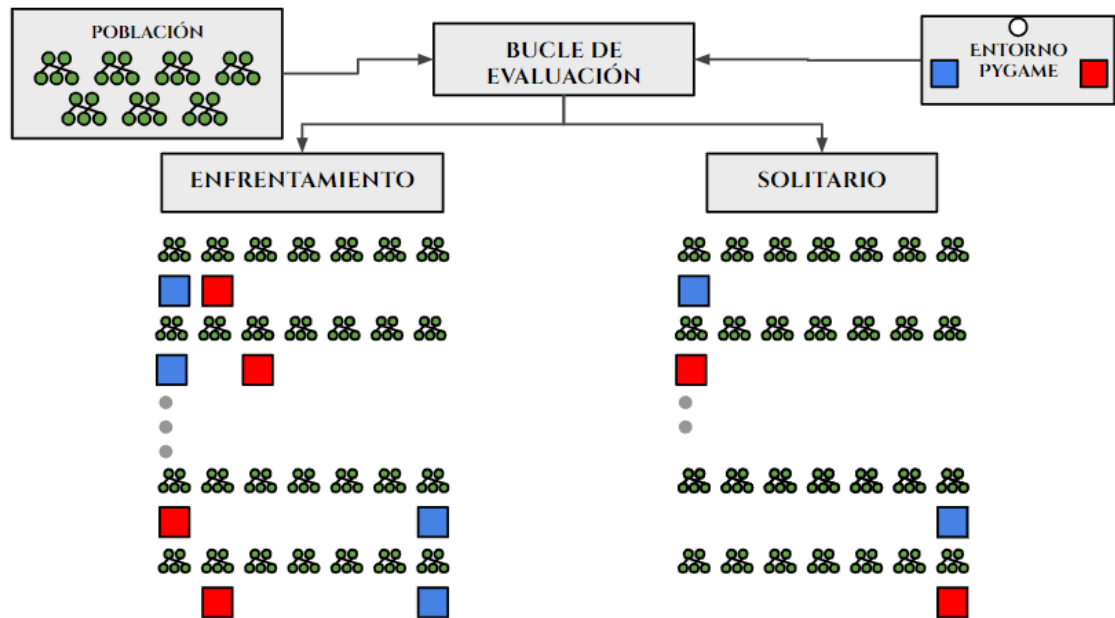 POBLACIÓN
BUCLE DE
EVALUACIÓN
ENTORNO
PYGAME
ENFRENTAMIENTO
SOLITARIO